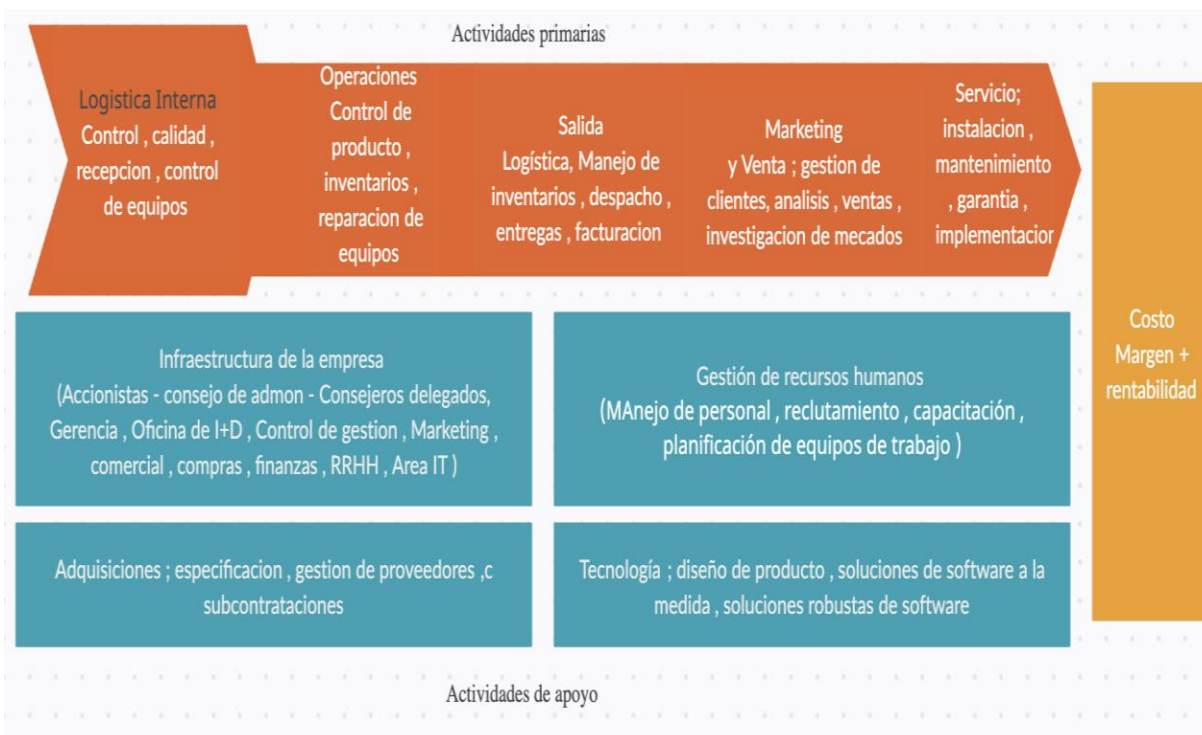 Actividades primarias
Logistica Interna
Control , calidad ,
recepcion , control
de equipos
Operaciones
Control de
producto ,
inventarios ,
reparacion de
equipos
Salida
Logística, Manejo de
inventarios , despacho ,
entregas , facturacion
Marketing
y Venta ; gestion de
clientes, analisis , ventas ,
investigacion de mecados
Servicio;
instalacion ,
mantenimiento
, garantia ,
implementacior
Infraestructura de la empresa
(Accionistas - consejo de admon - Consejeros delegados,
Gerencia , Oficina de I+D , Control de gestion , Marketing ,
comercial , compras , finanzas , RRHH , Area IT )
Gestión de recursos humanos
(MAnejo de personal , reclutamiento , capacitación ,
planificación de equipos de trabajo )
Costo
Margen +
rentabilidad
Adquisiciones ; especificacion , gestion de proveedores ,c
subcontrataciones
Tecnología ; diseño de producto , soluciones de software a la
medida , soluciones robustas de software
Actividades de apoyo